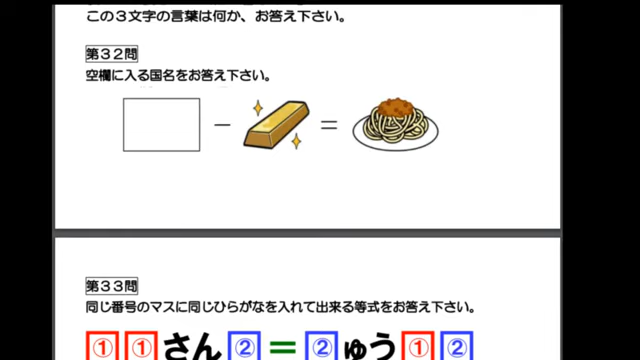 この３文字の言葉は何か、お答え下さい。
第３２問
空欄に入る国名をお答え下さい。
－ ＝
第３３問
同じ番号のマスに同じひらがなを入れて出来る等式をお答え下さい。
①①さん②＝②ゅう①②